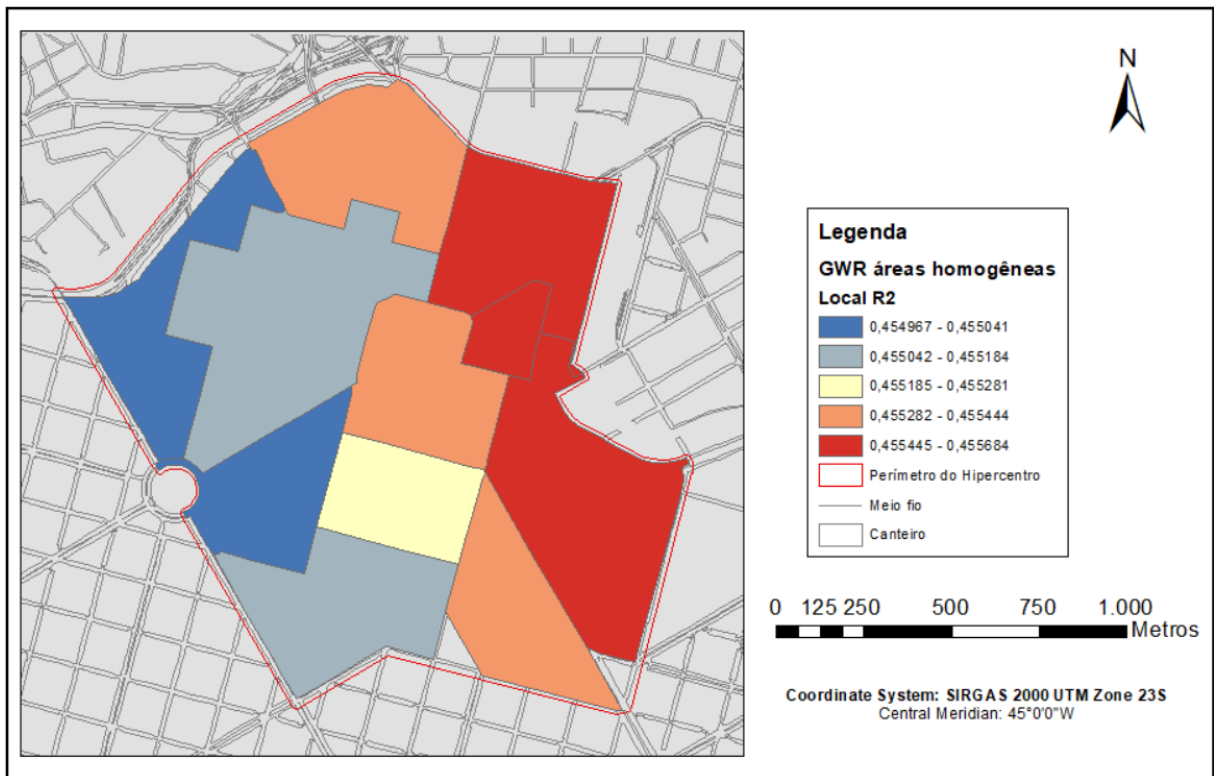 N
Legenda
GWR áreas homogêneas
Local R2
0,454967 - 0,455041
0,455042 - 0,455184
0,455185 - 0,455281
0,455282 - 0,455444
0,455445 - 0,455684
Perímetro do Hipercentro
Meio fio
Canteiro
0 125 250 500 750 1.000
Metros
Coordinate System: SIRGAS 2000 UTM Zone 23S
Central Meridian: 45°0'0"W